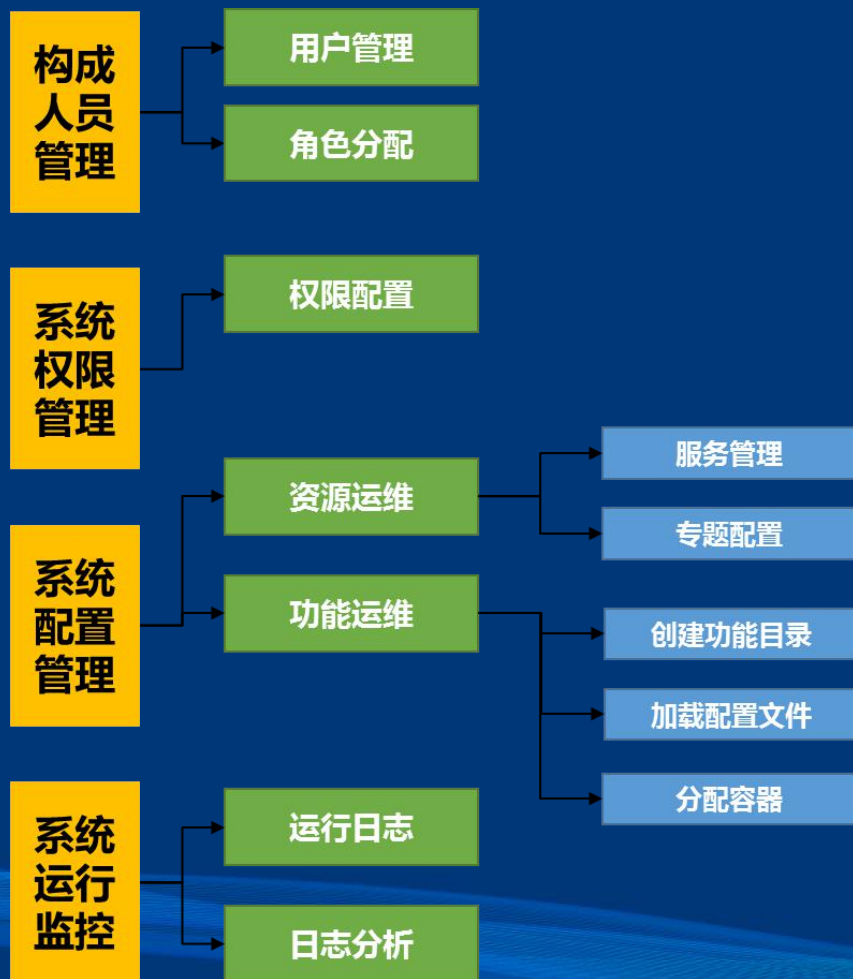 构成
人员
管理
用户管理
角色分配
系统
权限
管理
权限配置
系统
配置
管理
资源运维
服务管理
专题配置
功能运维
创建功能目录
加载配置文件
分配容器
系统
运行
监控
运行日志
日志分析